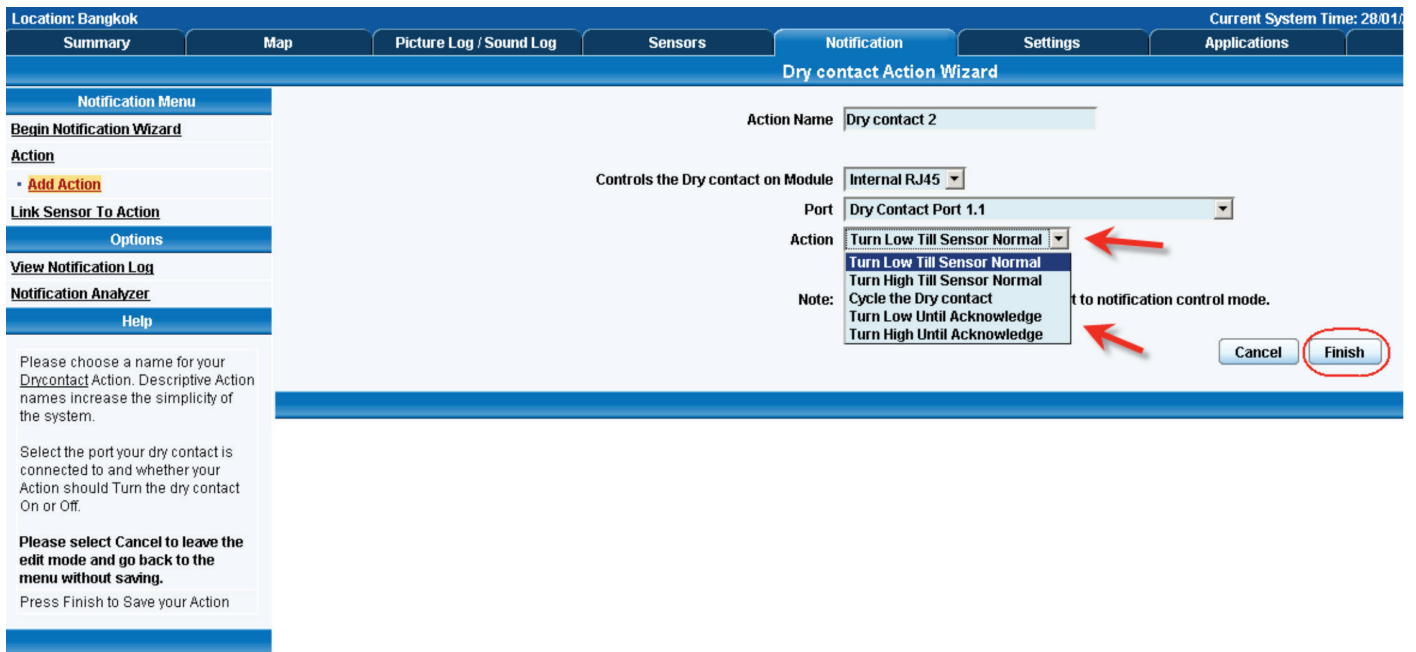 Location: Bangkok
Current System Time: 28/01/
Summary
Map
Picture Log / Sound Log
Sensors
Notification
Settings
Applications
Dry contact Action Wizard
Notification Menu
Begin Notification Wizard
Action
Add Action
Link Sensor To Action
Options
View Notification Log
Notification Analyzer
Help
Please choose a name for your
Drycontact Action. Descriptive Action
names increase the simplicity of
the system.
Select the port your dry contact is
connected to and whether your
Action should Turn the dry contact
On or Off.
Please select Cancel to leave the
edit mode and go back to the
menu without saving.
Press Finish to Save your Action
Action Name Dry contact 2
Controls the Dry contact on Module Internal RJ45
Port Dry Contact Port 1.1
Action Turn Low Till Sensor Normal
Turn Low Till Sensor Normal
Turn High Till Sensor Normal
Note: Cycle the Dry contact to notification control mode.
Turn Low Until Acknowledge
Turn High Until Acknowledge
Cancel Finish